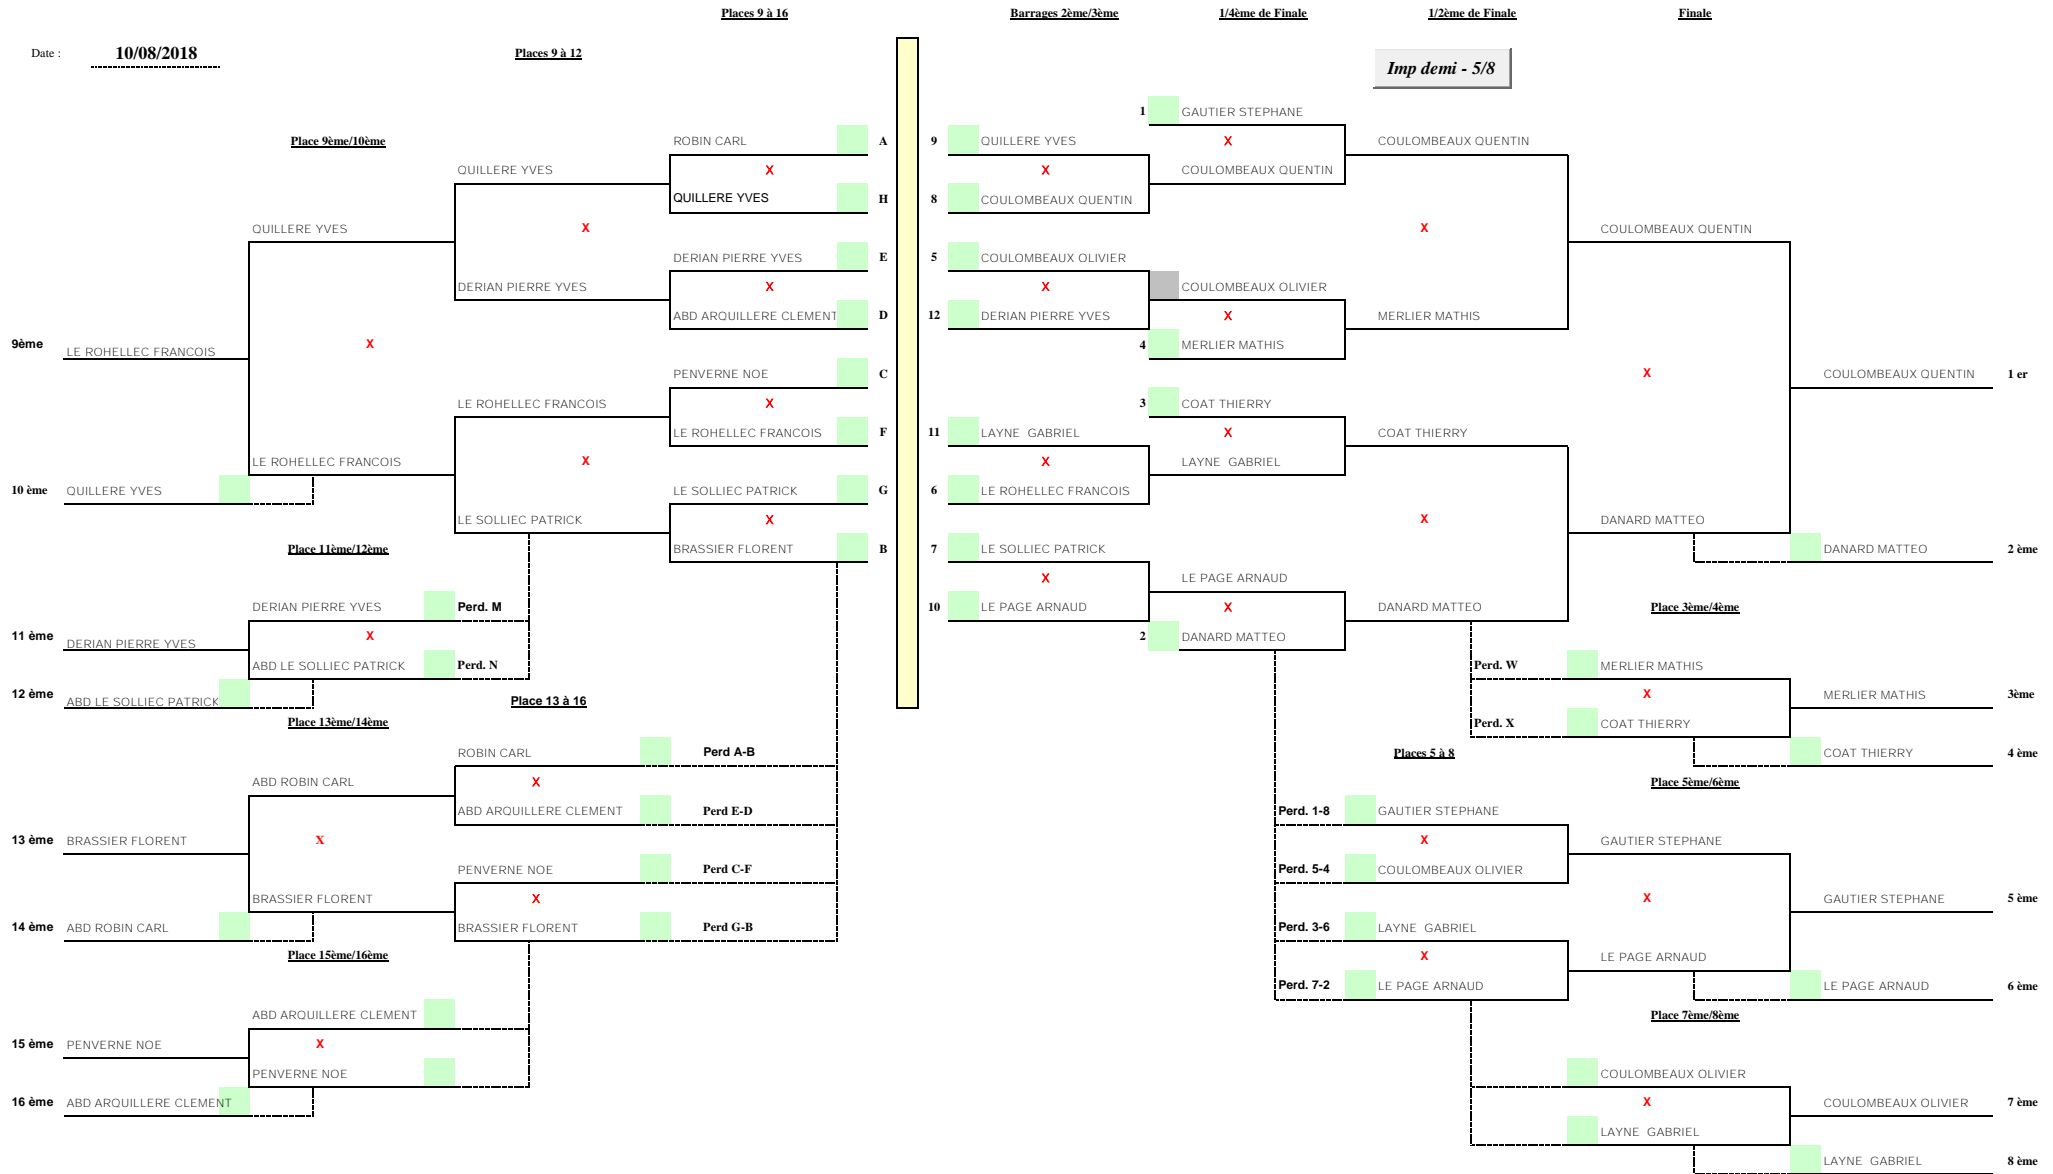 Places 9 à 16
Barrages 2ème/3ème
1/4ème de Finale
1/2ème de Finale
Finale
Date :
10/08/2018
Places 9 à 12
Imp demi - 5/8
Place 9ème/10ème
ROBIN CARL
A
X
QUILLERE YVES
QUILLERE YVES
H
QUILLERE YVES
X
DERIAN PIERRE YVES
E
DERIAN PIERRE YVES
X
ABD ARQUILLERE CLEMENT
D
9ème
LE ROHELLEC FRANCOIS
X
PENVERNE NOE
C
LE ROHELLEC FRANCOIS
X
LE ROHELLEC FRANCOIS
F
LE ROHELLEC FRANCOIS
X
10 ème
QUILLERE YVES
LE SOLLIEC PATRICK
G
LE SOLLIEC PATRICK
X
Place 11ème/12ème
BRASSIER FLORENT
B
DERIAN PIERRE YVES
Perd. M
11 ème
DERIAN PIERRE YVES
X
ABD LE SOLLIEC PATRICK
Perd. N
12 ème
ABD LE SOLLIEC PATRICK
Place 13 à 16
Place 13ème/14ème
ROBIN CARL
Perd A-B
ABD ROBIN CARL
X
ABD ARQUILLERE CLEMENT
Perd E-D
13 ème
BRASSIER FLORENT
X
PENVERNE NOE
Perd C-F
BRASSIER FLORENT
X
14 ème
ABD ROBIN CARL
BRASSIER FLORENT
Perd G-B
Place 15ème/16ème
ABD ARQUILLERE CLEMENT
15 ème
PENVERNE NOE
X
PENVERNE NOE
16 ème
ABD ARQUILLERE CLEMENT
1
GAUTIER STEPHANE
9
QUILLERE YVES
X
COULOMBEAUX QUENTIN
X
COULOMBEAUX QUENTIN
8
COULOMBEAUX QUENTIN
X
COULOMBEAUX QUENTIN
5
COULOMBEAUX OLIVIER
X
COULOMBEAUX OLIVIER
12
DERIAN PIERRE YVES
X
MERLIER MATHIS
4
MERLIER MATHIS
X
COULOMBEAUX QUENTIN
1 er
3
COAT THIERRY
11
LAYNE GABRIEL
X
COAT THIERRY
X
LAYNE GABRIEL
6
LE ROHELLEC FRANCOIS
X
DANARD MATTEO
7
LE SOLLIEC PATRICK
DANARD MATTEO
2 ème
X
LE PAGE ARNAUD
10
LE PAGE ARNAUD
X
DANARD MATTEO
Place 3ème/4ème
2
DANARD MATTEO
Perd. W
MERLIER MATHIS
X
MERLIER MATHIS
3ème
Perd. X
COAT THIERRY
COAT THIERRY
4 ème
Places 5 à 8
Place 5ème/6ème
Perd. 1-8
GAUTIER STEPHANE
X
GAUTIER STEPHANE
Perd. 5-4
COULOMBEAUX OLIVIER
X
GAUTIER STEPHANE
5 ème
Perd. 3-6
LAYNE GABRIEL
X
LE PAGE ARNAUD
Perd. 7-2
LE PAGE ARNAUD
LE PAGE ARNAUD
6 ème
Place 7ème/8ème
COULOMBEAUX OLIVIER
X
COULOMBEAUX OLIVIER
7 ème
LAYNE GABRIEL
LAYNE GABRIEL
8 ème